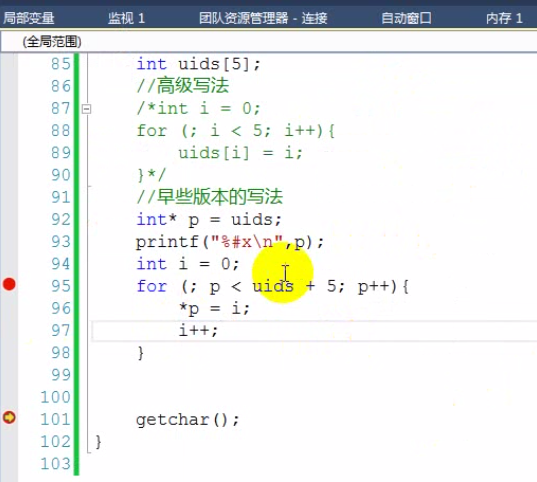 局部变量 监视 1 团队资源管理器 - 连接 自动窗口 内存 1
(全局范围)
85 int uids[5];
86 //高级写法
87 /*int i = 0;
88 for (; i < 5; i++){
89 uids[i] = i;
90 }*/
91 //早些版本的写法
92 int* p = uids;
93 printf("%#x\n",p);
94 int i = 0;
95 for (; p < uids + 5; p++){
96 *p = i;
97 i++;
98 }
99
100
101 getchar();
102 }
103